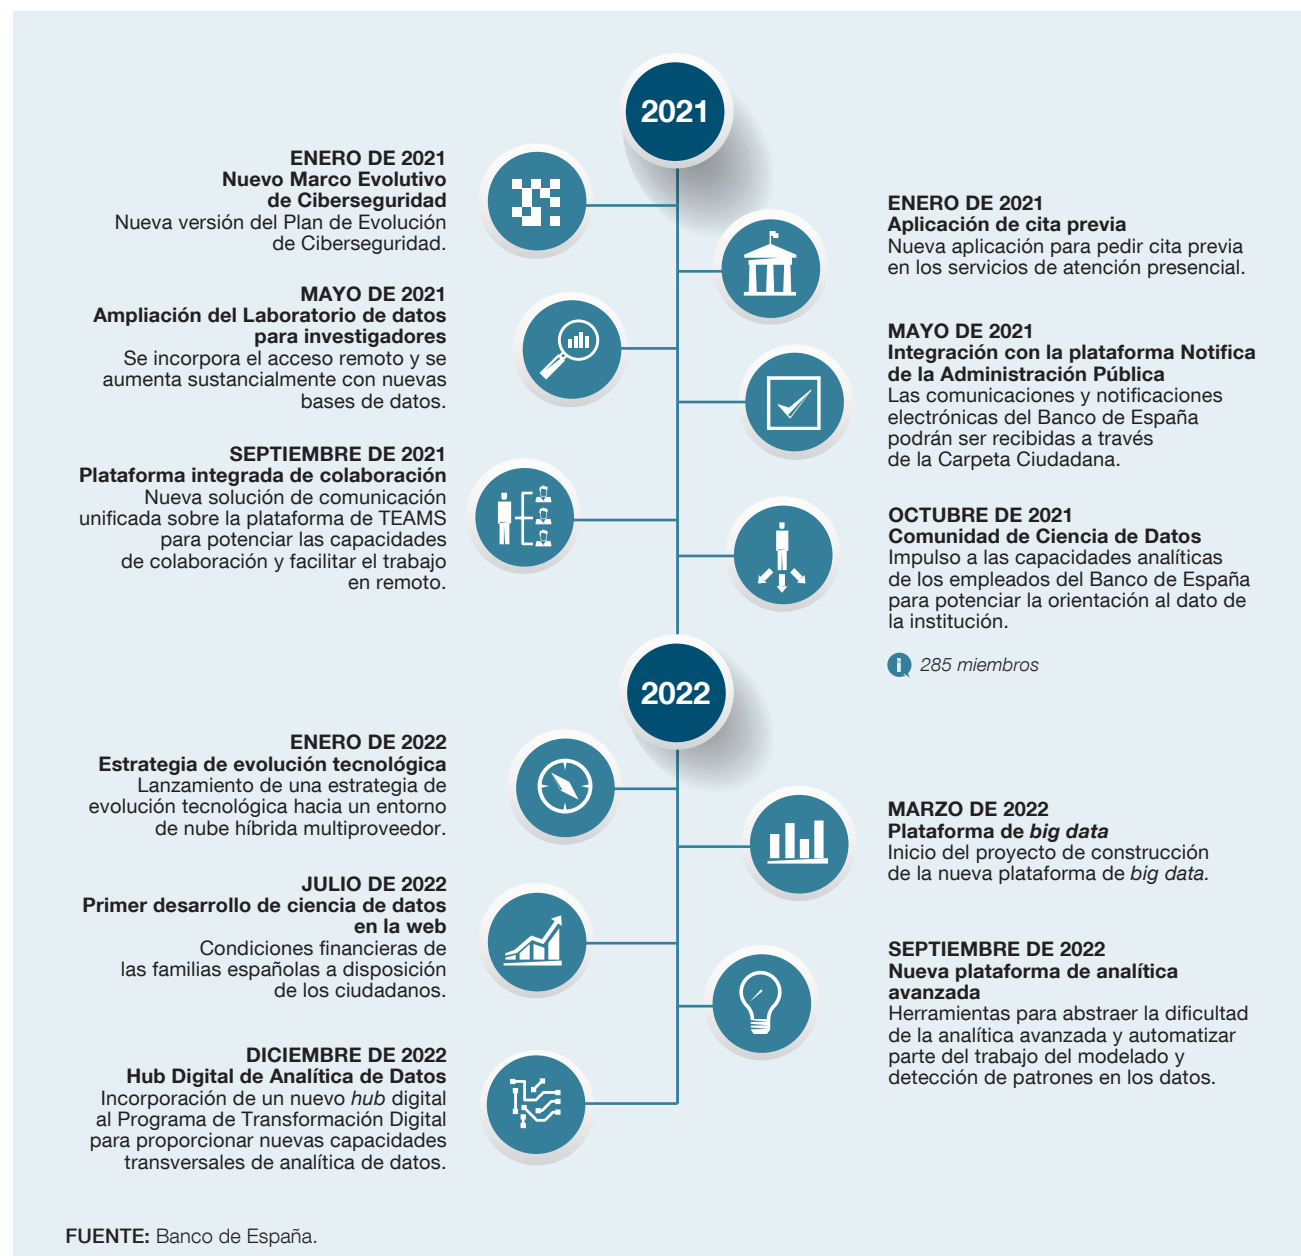 2021
ENERO DE 2021
Nuevo Marco Evolutivo
de Ciberseguridad
Nueva versión del Plan de Evolución
de Ciberseguridad.
ENERO DE 2021
Aplicación de cita previa
Nueva aplicación para pedir cita previa
en los servicios de atención presencial.
MAYO DE 2021
Ampliación del Laboratorio de datos
para investigadores
Se incorpora el acceso remoto y se
aumenta sustancialmente con nuevas
bases de datos.
MAYO DE 2021
Integración con la plataforma Notifica
de la Administración Pública
Las comunicaciones y notificaciones
electrónicas del Banco de España
podrán ser recibidas a través
de la Carpeta Ciudadana.
SEPTIEMBRE DE 2021
Plataforma integrada de colaboración
Nueva solución de comunicación
unificada sobre la plataforma de TEAMS
para potenciar las capacidades
de colaboración y facilitar el trabajo
en remoto.
OCTUBRE DE 2021
Comunidad de Ciencia de Datos
Impulso a las capacidades analíticas
de los empleados del Banco de España
para potenciar la orientación al dato de
la institución.
i 285 miembros
2022
ENERO DE 2022
Estrategia de evolución tecnológica
Lanzamiento de una estrategia de
evolución tecnológica hacia un entorno
de nube híbrida multiproveedor.
MARZO DE 2022
Plataforma de big data
Inicio del proyecto de construcción
de la nueva plataforma de big data.
JULIO DE 2022
Primer desarrollo de ciencia de datos
en la web
Condiciones financieras de
las familias españolas a disposición
de los ciudadanos.
SEPTIEMBRE DE 2022
Nueva plataforma de analítica
avanzada
Herramientas para abstraer la dificultad
de la analítica avanzada y automatizar
parte del trabajo del modelado y
detección de patrones en los datos.
DICIEMBRE DE 2022
Hub Digital de Analítica de Datos
Incorporación de un nuevo hub digital
al Programa de Transformación Digital
para proporcionar nuevas capacidades
transversales de analítica de datos.
FUENTE: Banco de España.